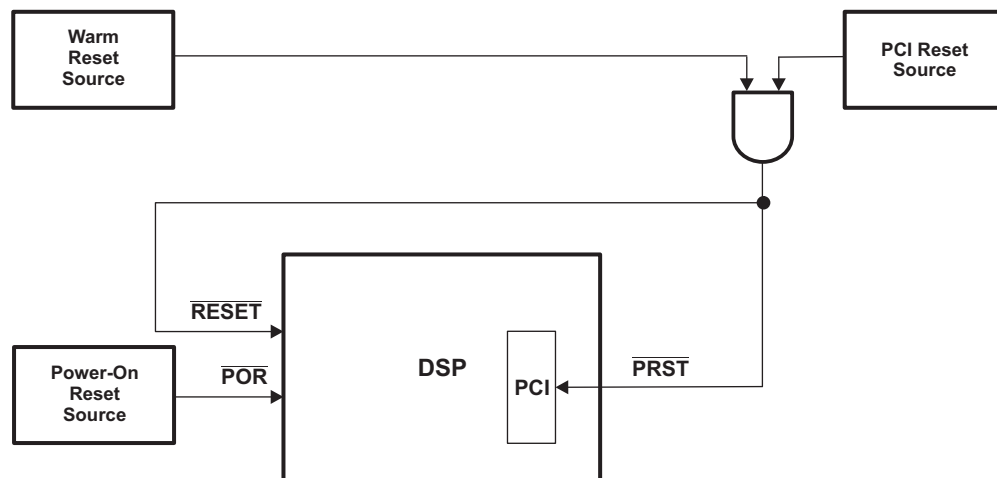 Warm
Reset
Source
PCI Reset
Source
RESET
Power-On
Reset
Source
POR
DSP
PCI
PRST